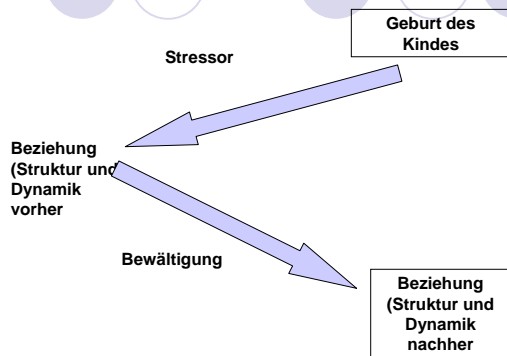 Geburt des
Kindes
Stressor
Beziehung
(Struktur und
Dynamik
vorher
Bewältigung
Beziehung
(Struktur und
Dynamik
nachher